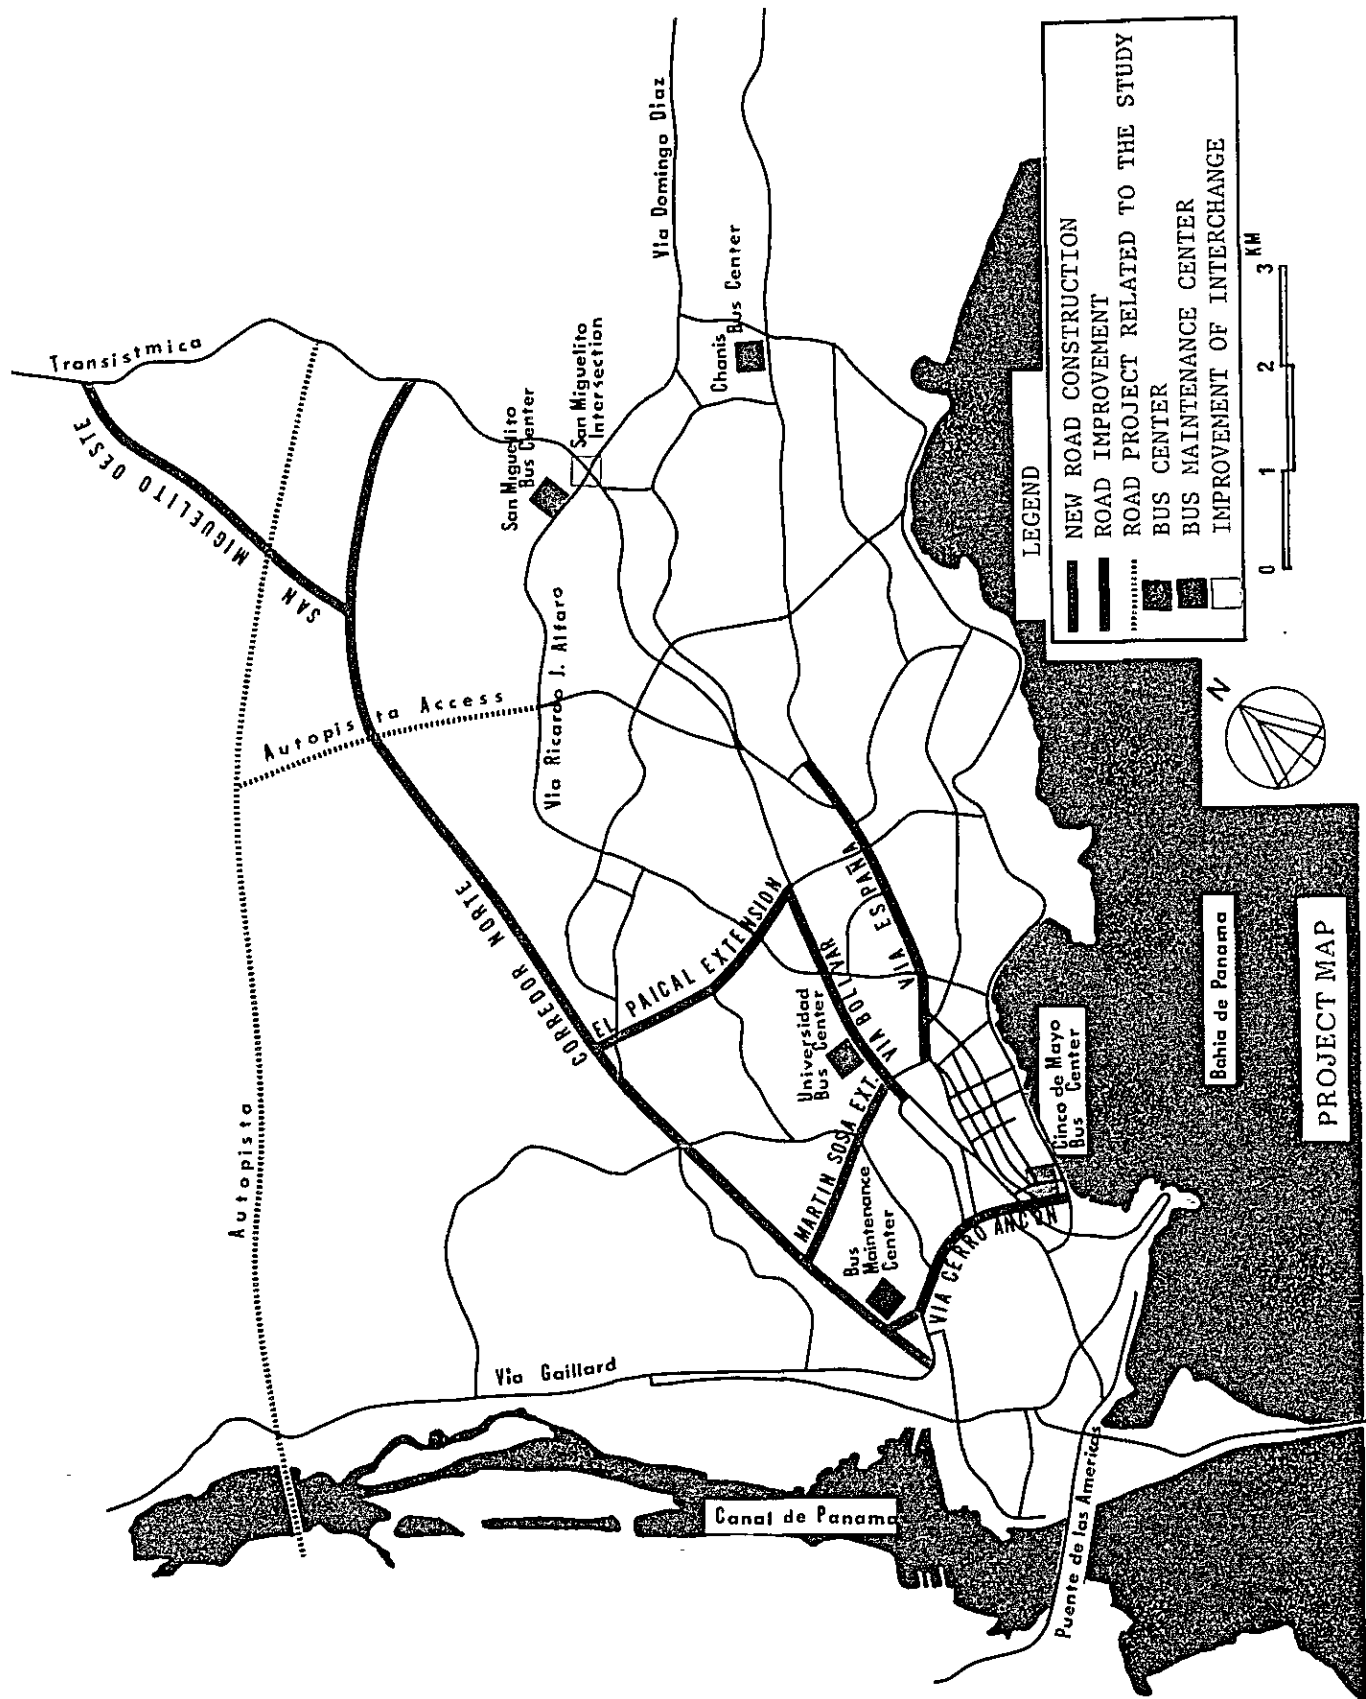 Transistmica
SAN MIGUELITO OESTE
Autopista
Autopista Access
San Miguelito
Bus Center
San Miguelito
Intersection
Via Domingo Diaz
Chanis
Bus Center
Via Ricardo J. Alfaro
CORREDOR NORTE
EL PAICAL EXTENSION
VIA ESPAÑA
VIA BOLIVAR
Universidad
Bus Center
MARTIN SOSA EXT.
Bus
Maintenance
Center
VIA CERRO ANCON
Cinco de Mayo
Bus Center
Via Gaillard
Canal de Panama
Puente de las Americas
Bahia de Panama
PROJECT MAP
N
LEGEND
NEW ROAD CONSTRUCTION
ROAD IMPROVEMENT
ROAD PROJECT RELATED TO THE STUDY
BUS CENTER
BUS MAINTENANCE CENTER
IMPROVEMENT OF INTERCHANGE
0 1 2 3 KM